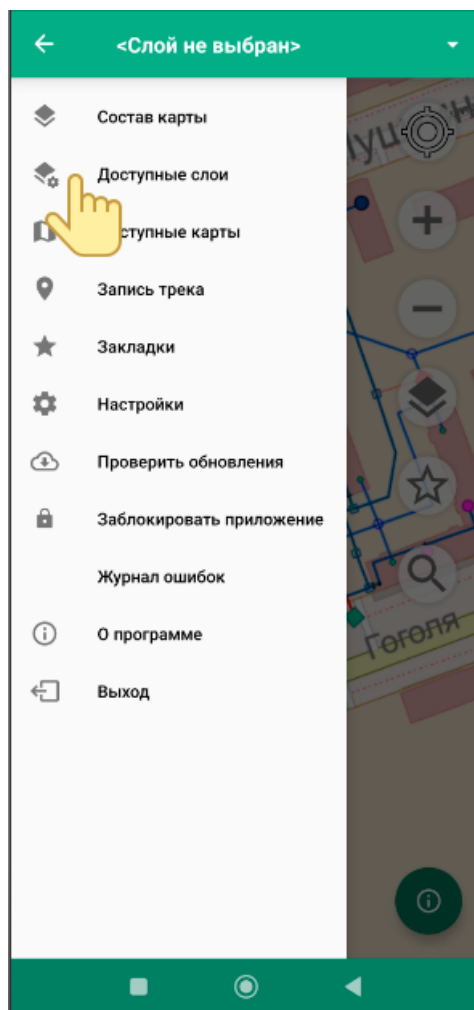 <Слой не выбран>
Состав карты
Доступные слои
ступные карты
Запись трека
Закладки
Настройки
Проверить обновления
Заблокировать приложение
Журнал ошибок
О программе
Выход
Гоголя